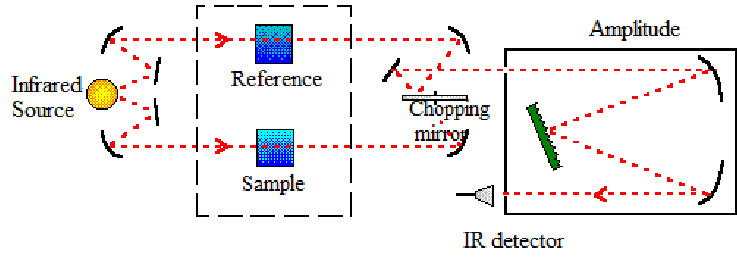 Amplitude
Infrared
Source
Reference
Chopping
mirror
Sample
IR detector